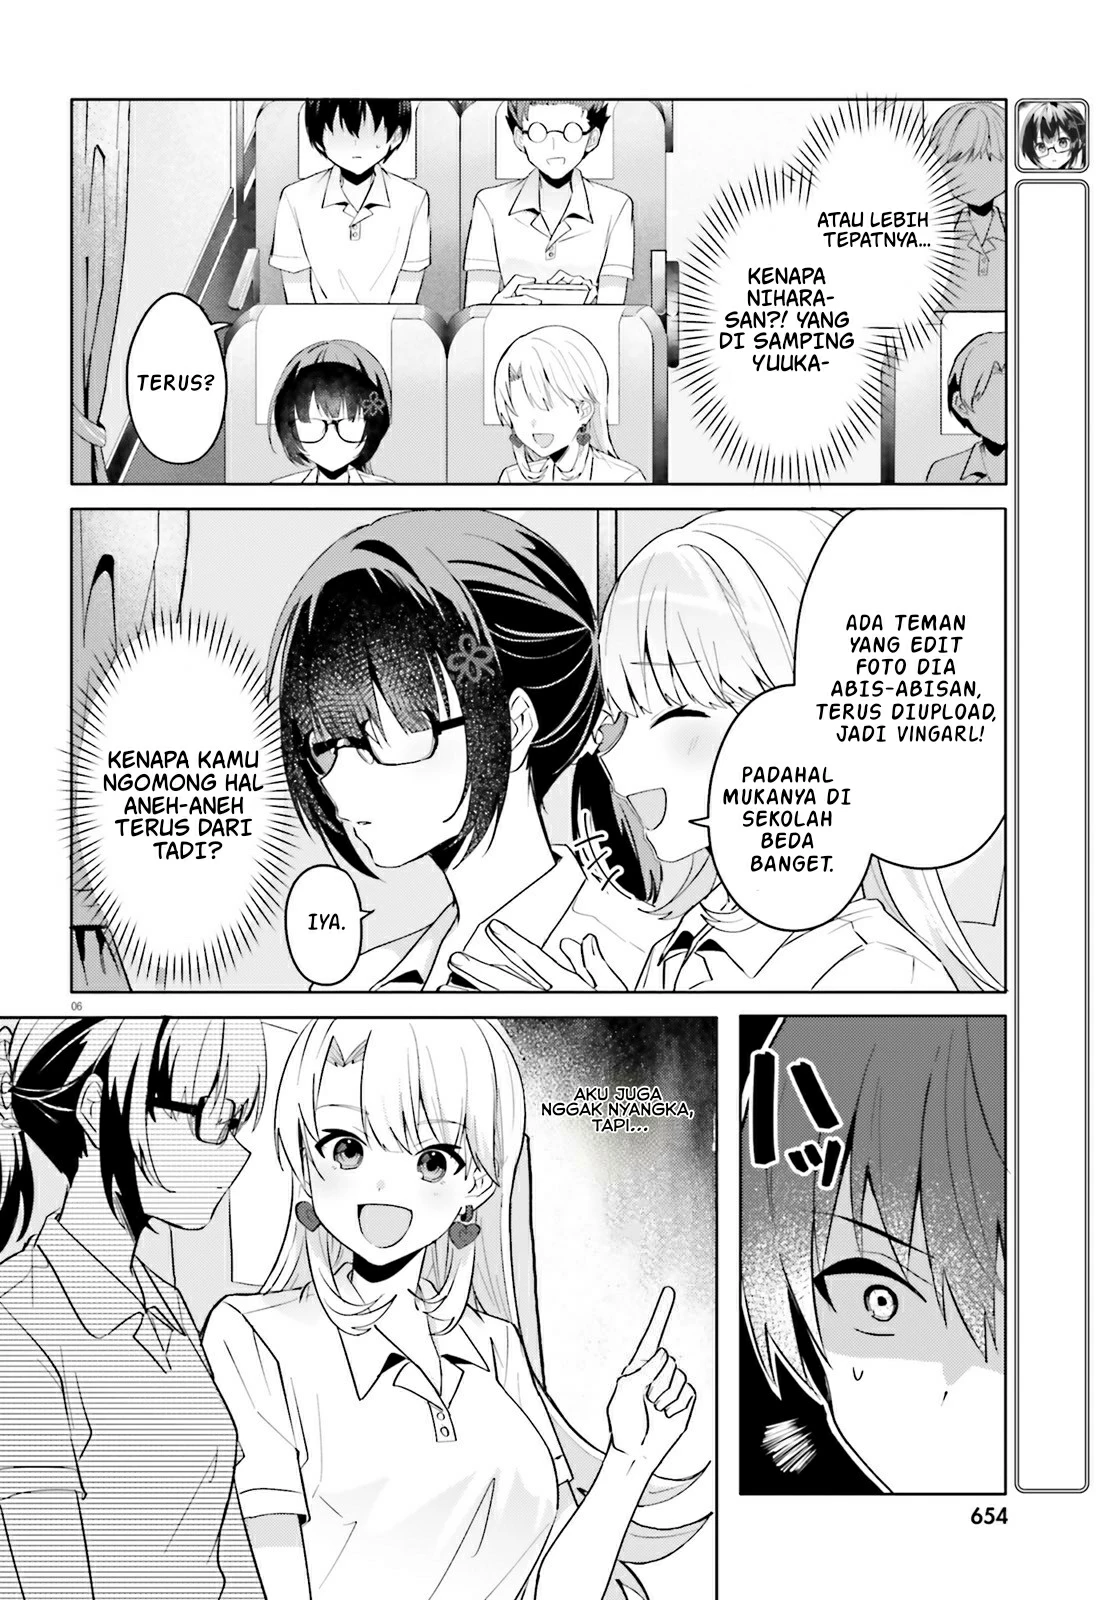 ATAU LEBIH
TEPATNYA...
KENAPA
NIHARA-
SAN?! YANG
DI SAMPING
YUUKA-
TERUS?
ADA TEMAN
YANG EDIT
FOTO DIA
ABIS-ABISAN,
TERUS DIUPLOAD,
JADI VINGARL!
PADAHAL
MUKANYA DI
SEKOLAH
BEDA
BANGET.
IYA.
KENAPA KAMU
NGOMONG HAL
ANEH-ANEH
TERUS DARI
TADI?
06
ッ
AKU JUGA
NGGAK NYANGKA,
TAPI...
654